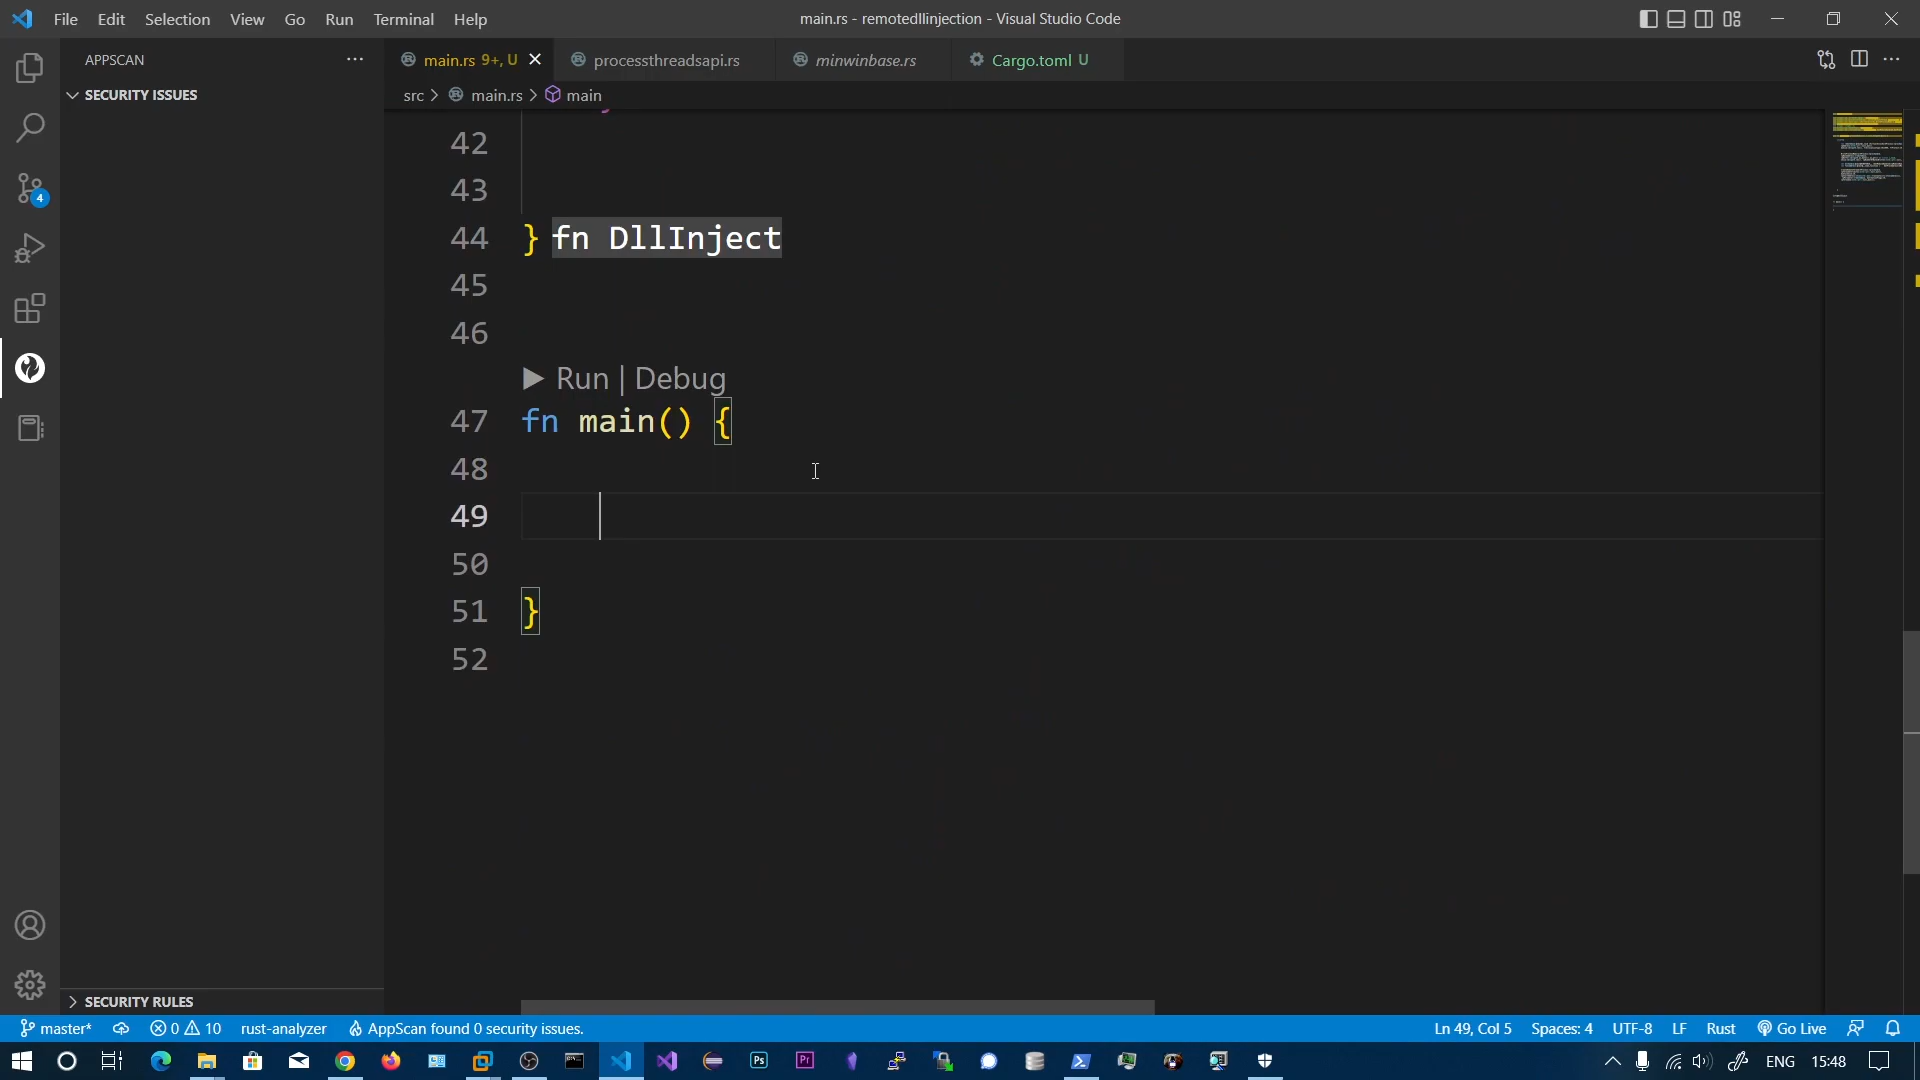 File Edit Selection View Go Run Terminal Help
main.rs - remotedllinjection - Visual Studio Code
APPSCAN
main.rs 9+, U
processthreadsapi.rs
minwinbase.rs
Cargo.toml U
SECURITY ISSUES
src > main.rs > main
42
43
44 } fn DllInject
45
46
Run | Debug
47 fn main() {
48
49
50
51 }
52
4
SECURITY RULES
master* 0 10 rust-analyzer AppScan found 0 security issues. Ln 49, Col 5 Spaces: 4 UTF-8 LF Rust Go Live
Ps Pr ENG 15:48